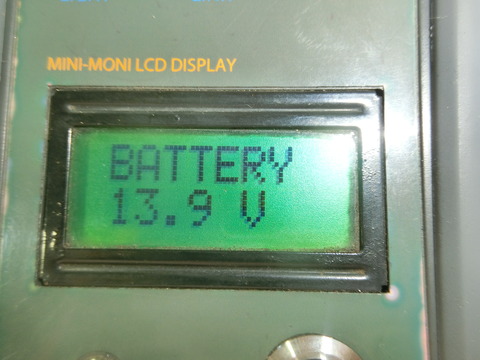 MINI-MONI LCD DISPLAY
BATTERY
13.9 V